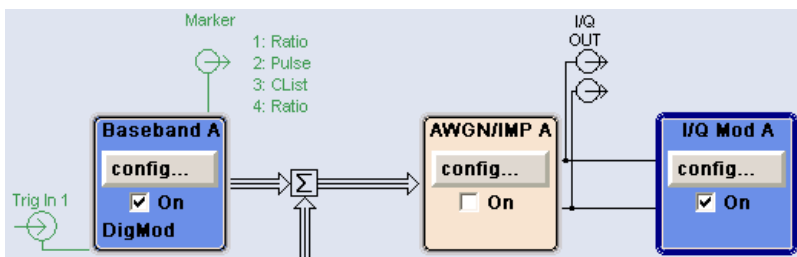 Marker
1: Ratio
2: Pulse
3: CList
4: Ratio
I/Q
OUT
Baseband A
config...
On
DigMod
Trig In 1
Σ
AWGN/IMP A
config...
On
I/Q Mod A
config...
On